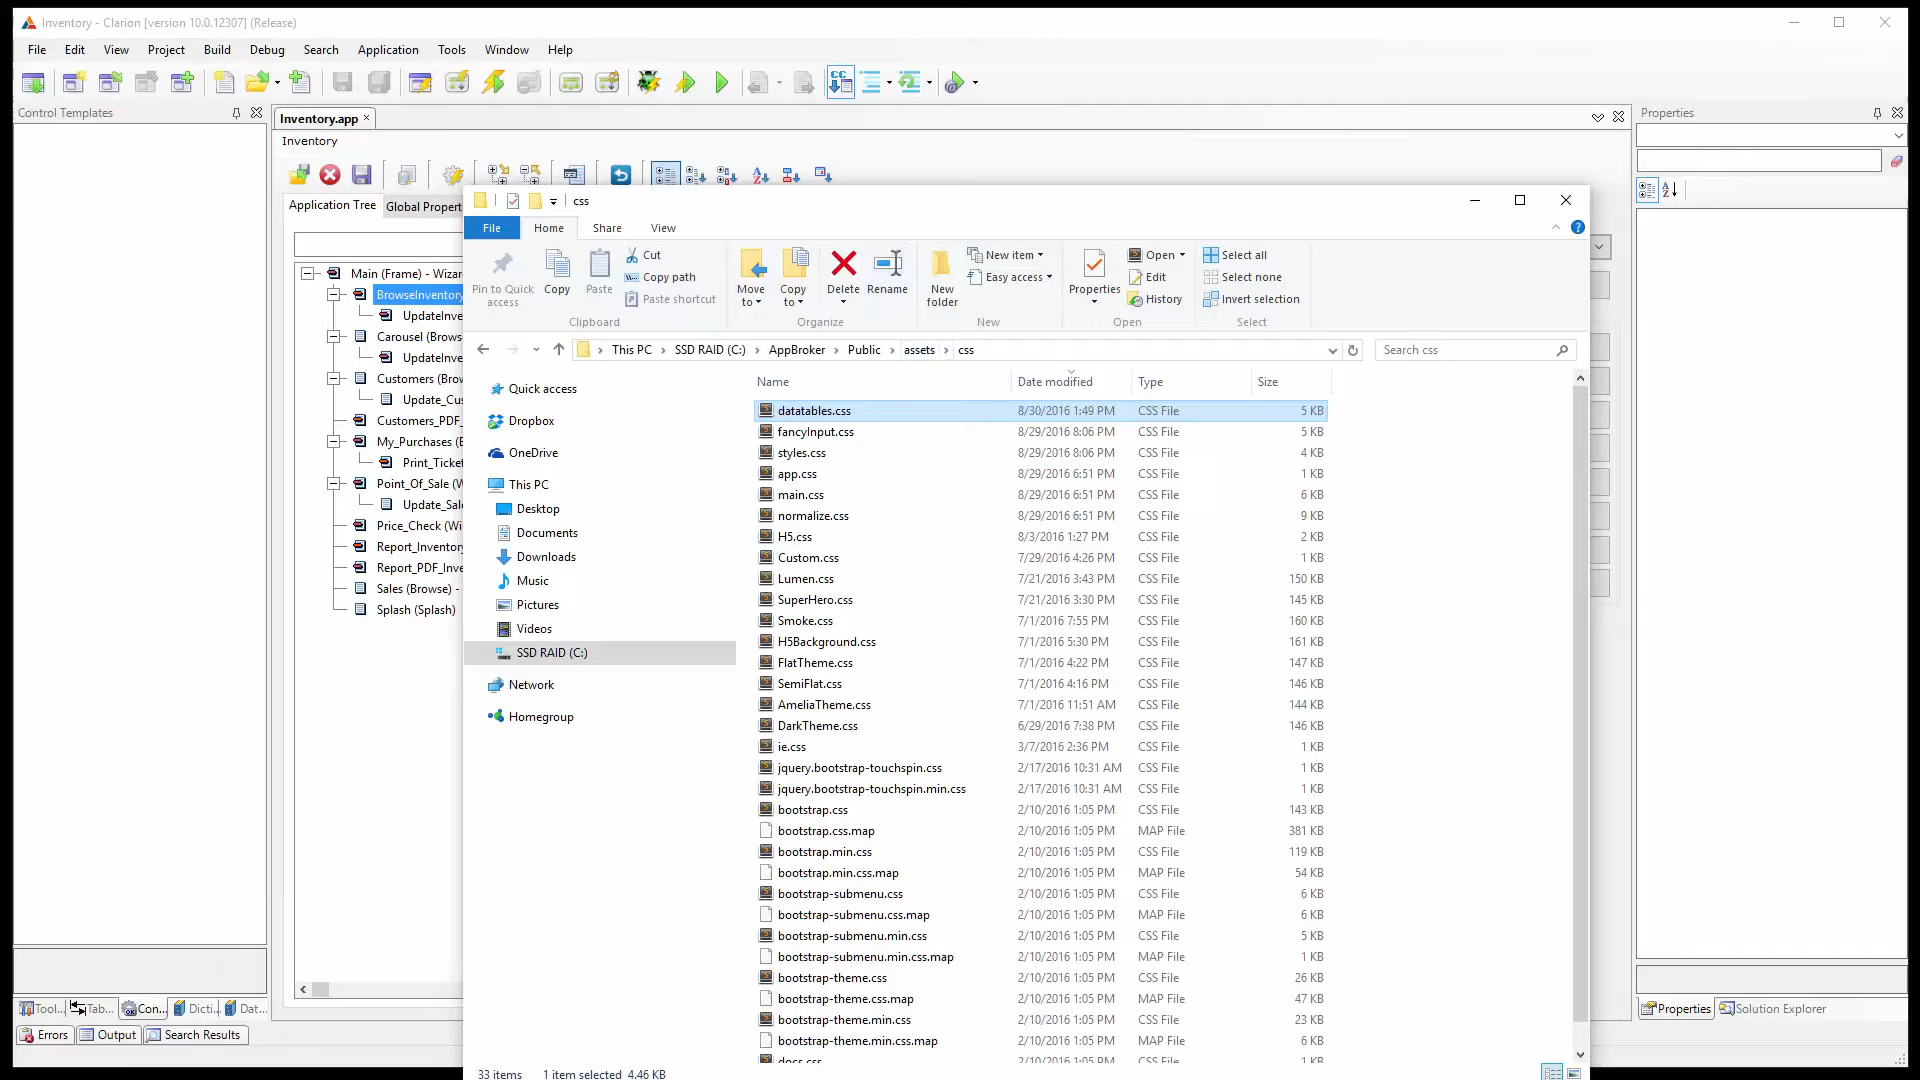 Inventory - Clarion [version 10.0.12307] (Release)
File Edit View Project Build Debug Search Application Tools Window Help
Control Templates
Inventory.app
Properties
Inventory
Application Tree
Global Propert
css
File Home Share View
Main (Frame) - Wizar
BrowseInventory
UpdateInve
Carousel (Brows
UpdateInve
Customers (Brow
Update_Cus
Customers_PDF_
My_Purchases (B
Print_Ticket
Point_Of_Sale (W
Update_Sal
Price_Check (Wi
Report_Inventory
Report_PDF_Inve
Sales (Browse) -
Splash (Splash)
Pin to Quick access
Copy
Paste
Cut
Copy path
Paste shortcut
Clipboard
Move to
Copy to
Delete
Rename
Organize
New folder
New item
Easy access
New
Properties
Open
Edit
History
Open
Select all
Select none
Invert selection
Select
This PC > SSD RAID (C:) > AppBroker > Public > assets > css
Search css
Quick access
Dropbox
OneDrive
This PC
Desktop
Documents
Downloads
Music
Pictures
Videos
SSD RAID (C:)
Network
Homegroup
Name Date modified Type Size
datatables.css 8/30/2016 1:49 PM CSS File 5 KB
fancyInput.css 8/29/2016 8:06 PM CSS File 5 KB
styles.css 8/29/2016 8:06 PM CSS File 4 KB
app.css 8/29/2016 6:51 PM CSS File 1 KB
main.css 8/29/2016 6:51 PM CSS File 6 KB
normalize.css 8/29/2016 6:51 PM CSS File 9 KB
H5.css 8/3/2016 1:27 PM CSS File 2 KB
Custom.css 7/29/2016 4:26 PM CSS File 1 KB
Lumen.css 7/21/2016 3:43 PM CSS File 150 KB
SuperHero.css 7/21/2016 3:30 PM CSS File 145 KB
Smoke.css 7/1/2016 7:55 PM CSS File 160 KB
H5Background.css 7/1/2016 5:30 PM CSS File 161 KB
FlatTheme.css 7/1/2016 4:22 PM CSS File 147 KB
SemiFlat.css 7/1/2016 4:16 PM CSS File 146 KB
AmeliaTheme.css 7/1/2016 11:51 AM CSS File 144 KB
DarkTheme.css 6/29/2016 7:38 PM CSS File 146 KB
ie.css 3/7/2016 2:36 PM CSS File 1 KB
jquery.bootstrap-touchspin.css 2/17/2016 10:31 AM CSS File 1 KB
jquery.bootstrap-touchspin.min.css 2/17/2016 10:31 AM CSS File 1 KB
bootstrap.css 2/10/2016 1:05 PM CSS File 143 KB
bootstrap.css.map 2/10/2016 1:05 PM MAP File 381 KB
bootstrap.min.css 2/10/2016 1:05 PM CSS File 119 KB
bootstrap.min.css.map 2/10/2016 1:05 PM MAP File 54 KB
bootstrap-submenu.css 2/10/2016 1:05 PM CSS File 6 KB
bootstrap-submenu.css.map 2/10/2016 1:05 PM MAP File 6 KB
bootstrap-submenu.min.css 2/10/2016 1:05 PM CSS File 5 KB
bootstrap-submenu.min.css.map 2/10/2016 1:05 PM MAP File 1 KB
bootstrap-theme.css 2/10/2016 1:05 PM CSS File 26 KB
bootstrap-theme.css.map 2/10/2016 1:05 PM MAP File 47 KB
bootstrap-theme.min.css 2/10/2016 1:05 PM CSS File 23 KB
bootstrap-theme.min.css.map 2/10/2016 1:05 PM MAP File 6 KB
docs.css 2/10/2016 1:05 PM CSS File 1 KB
33 items 1 item selected 4.46 KB
Tool... Tab... Con... Dicti... Dat...
Errors Output Search Results
Properties Solution Explorer